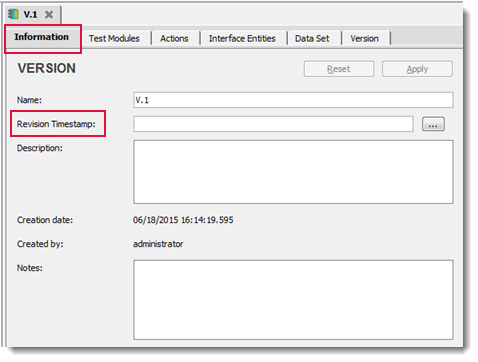 V.1
Information Test Modules Actions Interface Entities Data Set Version
VERSION Reset Apply
Name: V.1
Revision Timestamp: ...
Description:
Creation date: 06/18/2015 16:14:19.595
Created by: administrator
Notes: